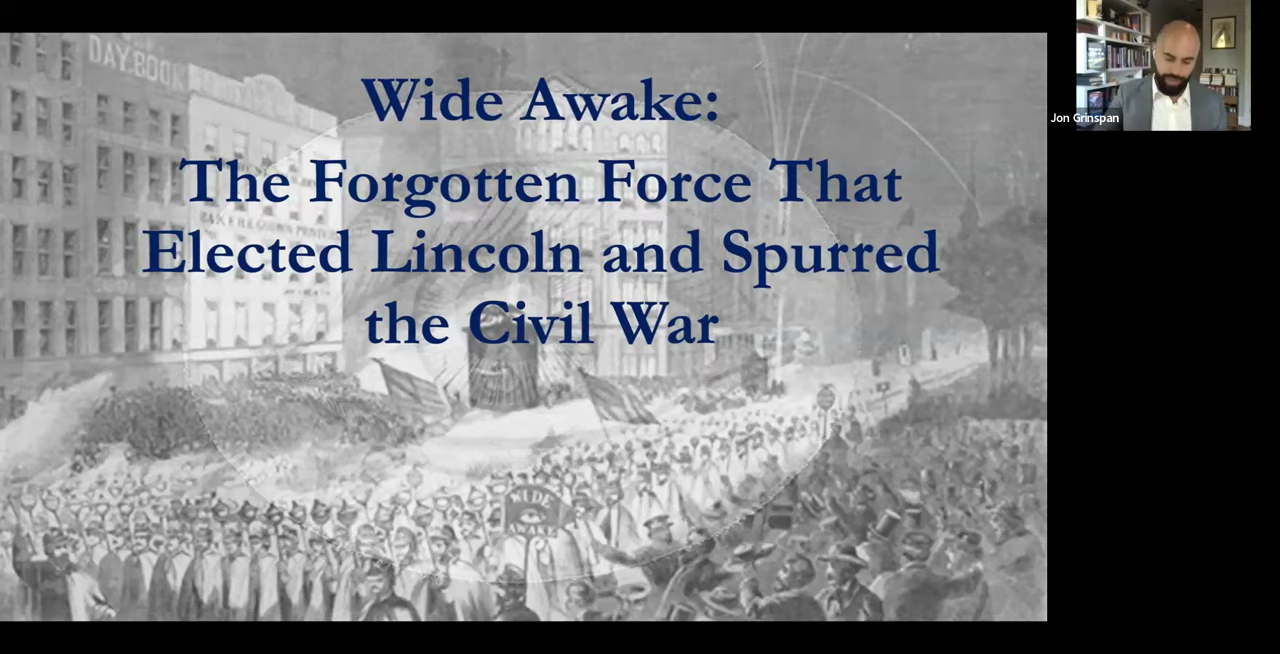 Wide Awake:
The Forgotten Force That
Elected Lincoln and Spurred
the Civil War
Jon Grinspan
DAY BOOK
WIDE
AWAKE